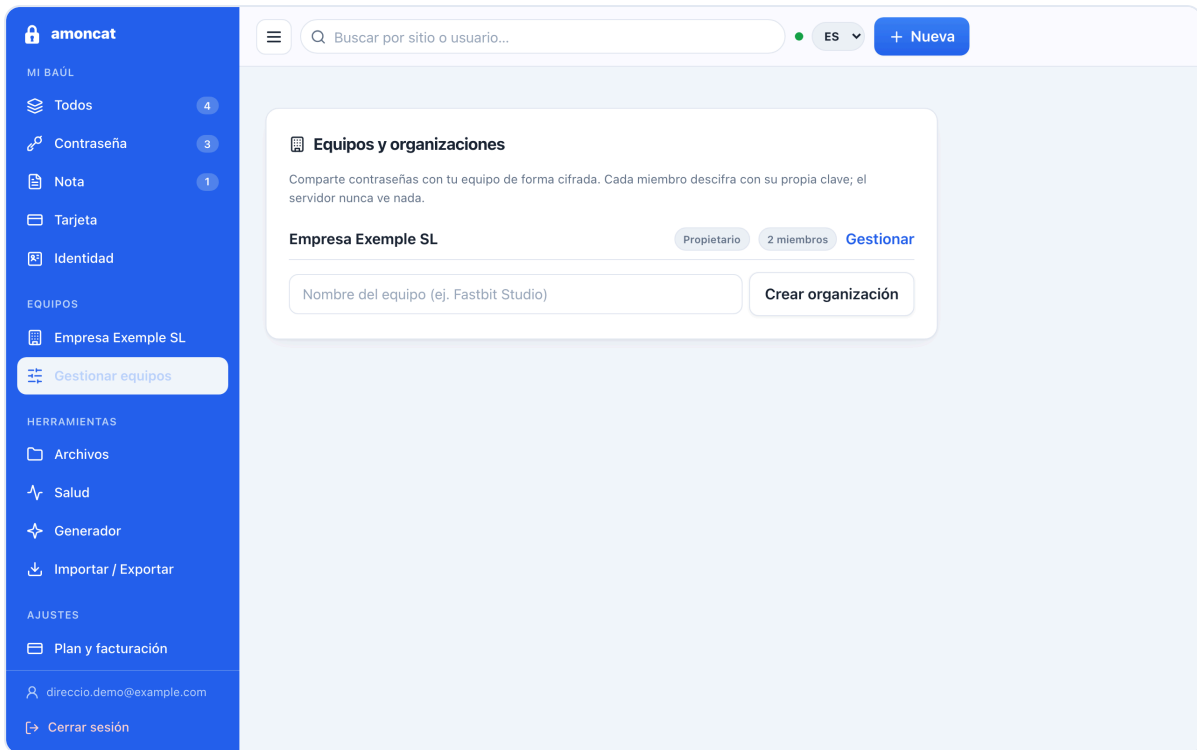 amoncat
MI BAÚL
Todos 4
Contraseña 3
Nota 1
Tarjeta
Identidad
EQUIPOS
Empresa Exemple SL
Gestionar equipos
HERRAMIENTAS
Archivos
Salud
Generador
Importar / Exportar
AJUSTES
Plan y facturación
direccio.demo@example.com
Cerrar sesión
Buscar por sitio o usuario...
ES
+ Nueva
Equipos y organizaciones
Comparte contraseñas con tu equipo de forma cifrada. Cada miembro descifra con su propia clave; el
servidor nunca ve nada.
Empresa Exemple SL Propietario 2 miembros Gestionar
Nombre del equipo (ej. Fastbit Studio) Crear organización